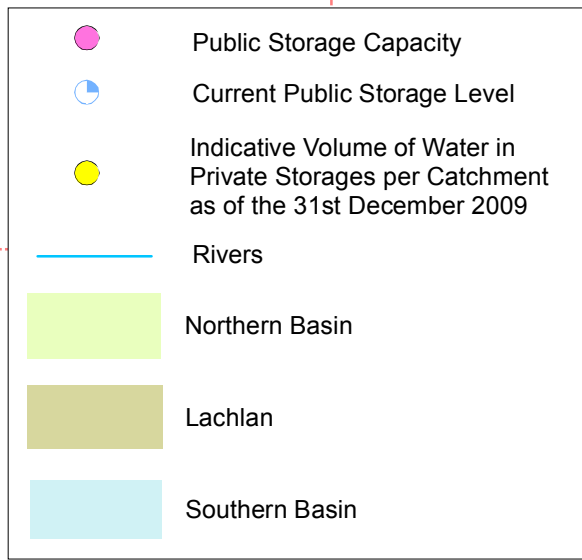 Public Storage Capacity
Current Public Storage Level
Indicative Volume of Water in
Private Storages per Catchment
as of the 31st December 2009
Rivers
Northern Basin
Lachlan
Southern Basin